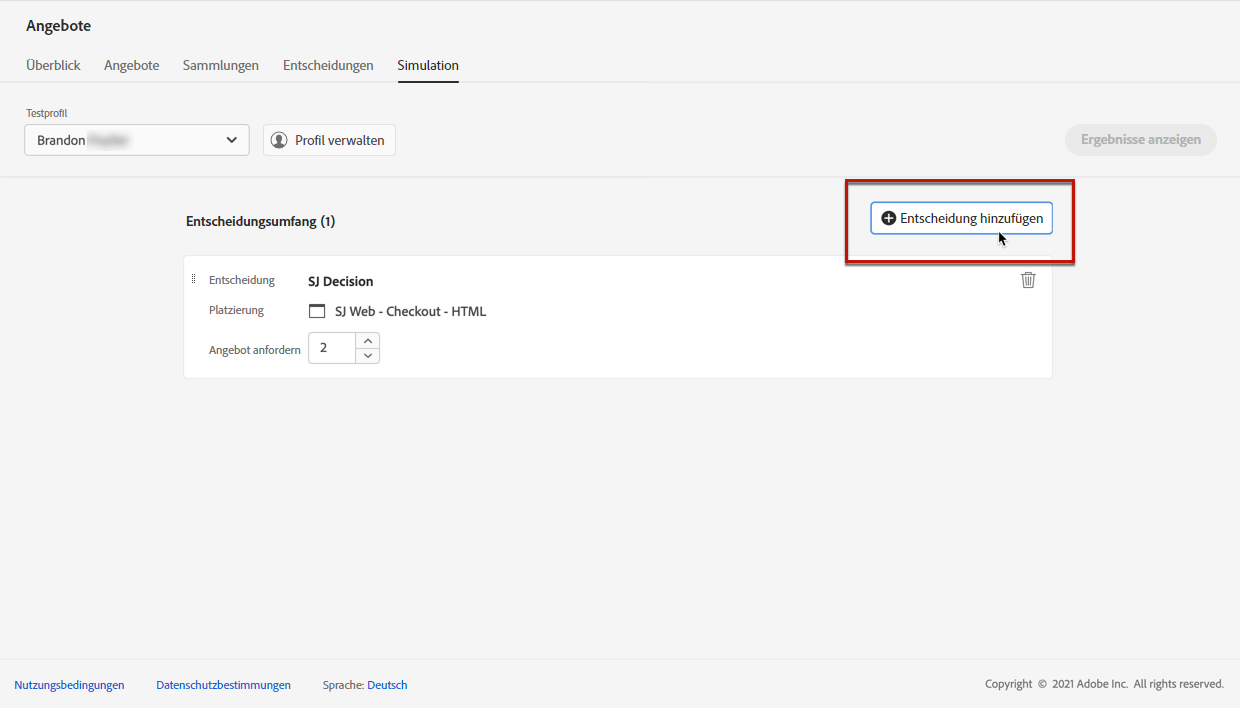 Angebote
Überblick Angebote Sammlungen Entscheidungen Simulation
Testprofil
Brandon
Profil verwalten
Ergebnisse anzeigen
Entscheidungsumfang (1)
Entscheidung hinzufügen
Entscheidung SJ Decision
Platzierung SJ Web - Checkout - HTML
Angebot anfordern 2
Nutzungsbedingungen Datenschutzbestimmungen Sprache: Deutsch Copyright © 2021 Adobe Inc. All rights reserved.